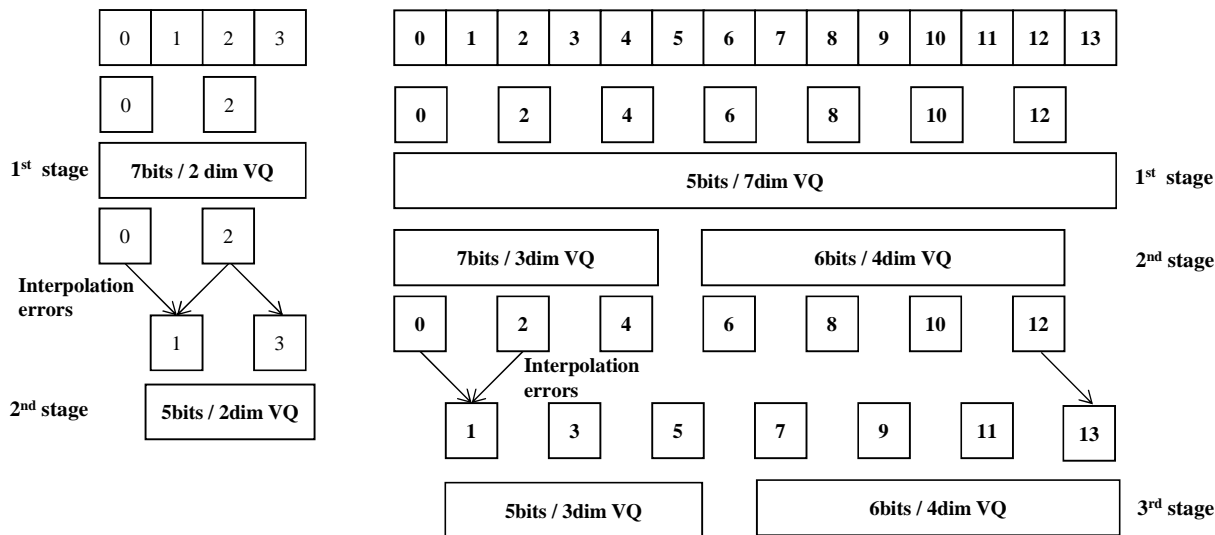 0 1 2 3
0 2
1st stage
7bits / 2 dim VQ
0 2
Interpolation
errors
1 3
2nd stage
5bits / 2dim VQ
0 1 2 3 4 5 6 7 8 9 10 11 12 13
0 2 4 6 8 10 12
5bits / 7dim VQ
1st stage
7bits / 3dim VQ
6bits / 4dim VQ
2nd stage
0 2 4 6 8 10 12
Interpolation
errors
1 3 5 7 9 11 13
5bits / 3dim VQ
6bits / 4dim VQ
3rd stage